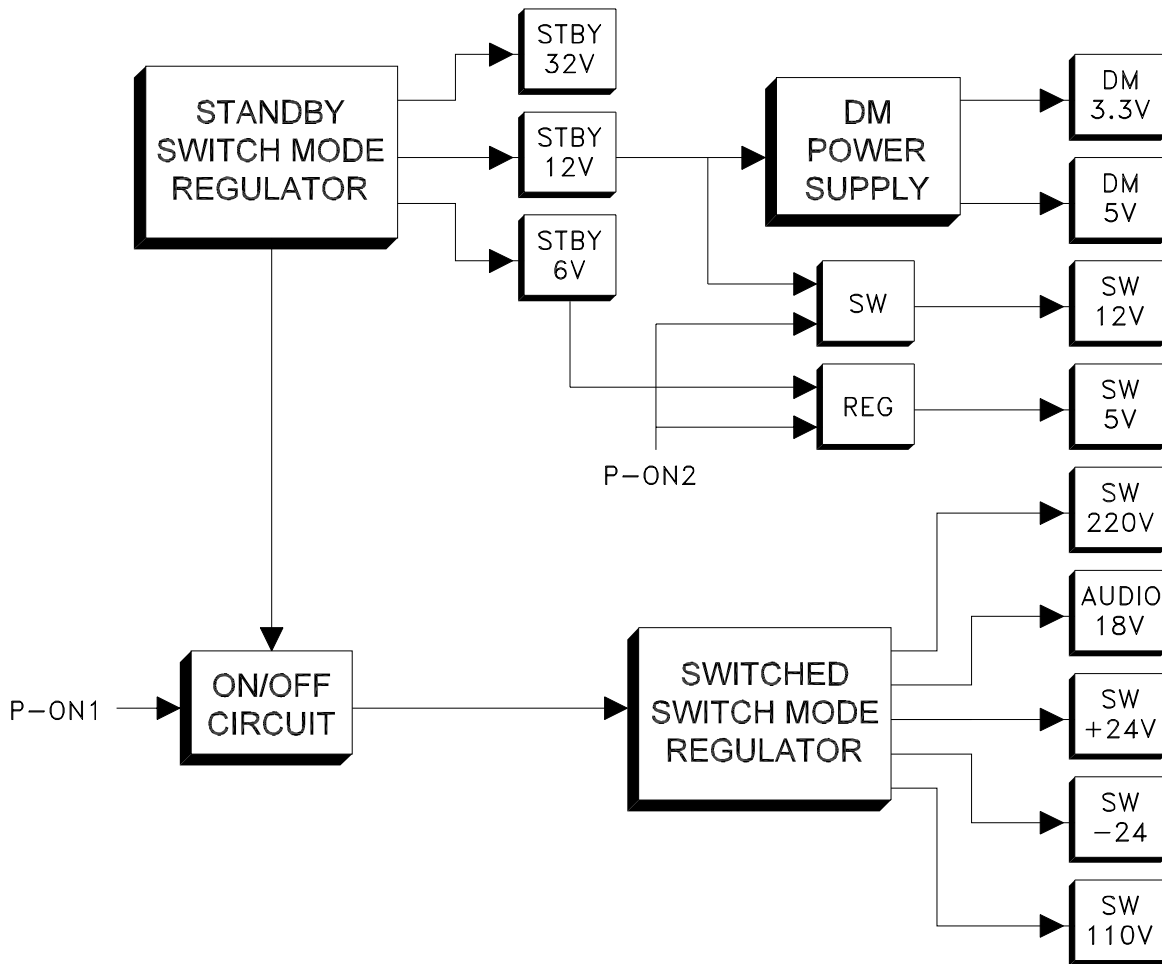 STBY
32V
STANDBY
SWITCH MODE
REGULATOR
STBY
12V
STBY
6V
DM
POWER
SUPPLY
DM
3.3V
DM
5V
SW
SW
12V
REG
SW
5V
P-ON2
SW
220V
AUDIO
18V
P-ON1
ON/OFF
CIRCUIT
SWITCHED
SWITCH MODE
REGULATOR
SW
+24V
SW
-24
SW
110V